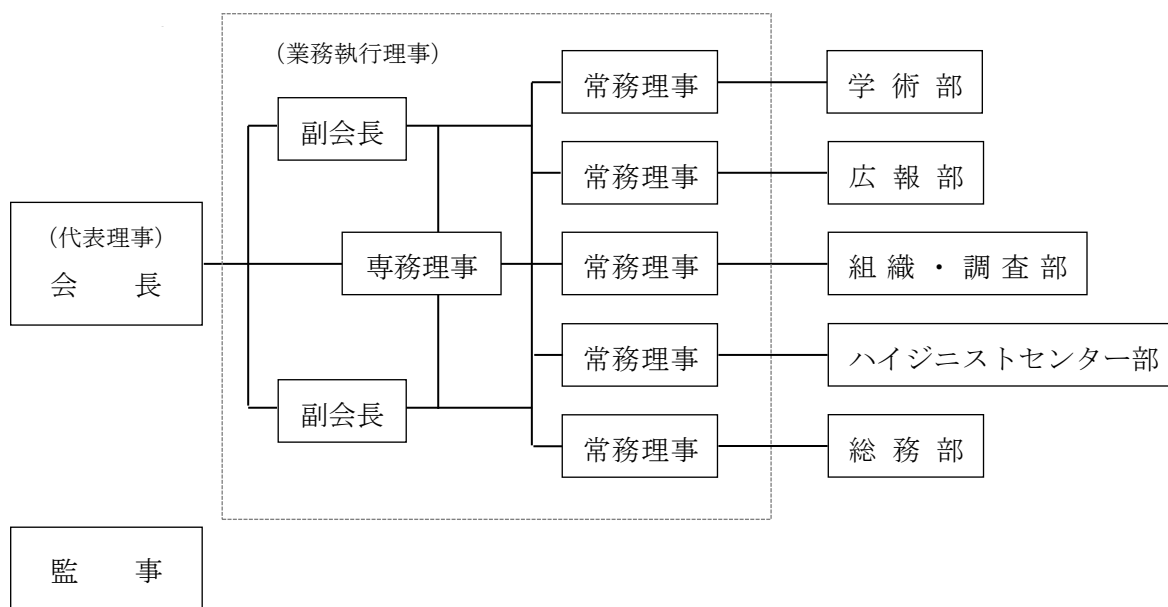 （業務執行理事）
常務理事
学 術 部
副会長
常務理事
広 報 部
（代表理事）
会　　長
専務理事
常務理事
組 織 ・ 調 査 部
常務理事
ハイジニストセンター部
副会長
常務理事
総 務 部
監　　事